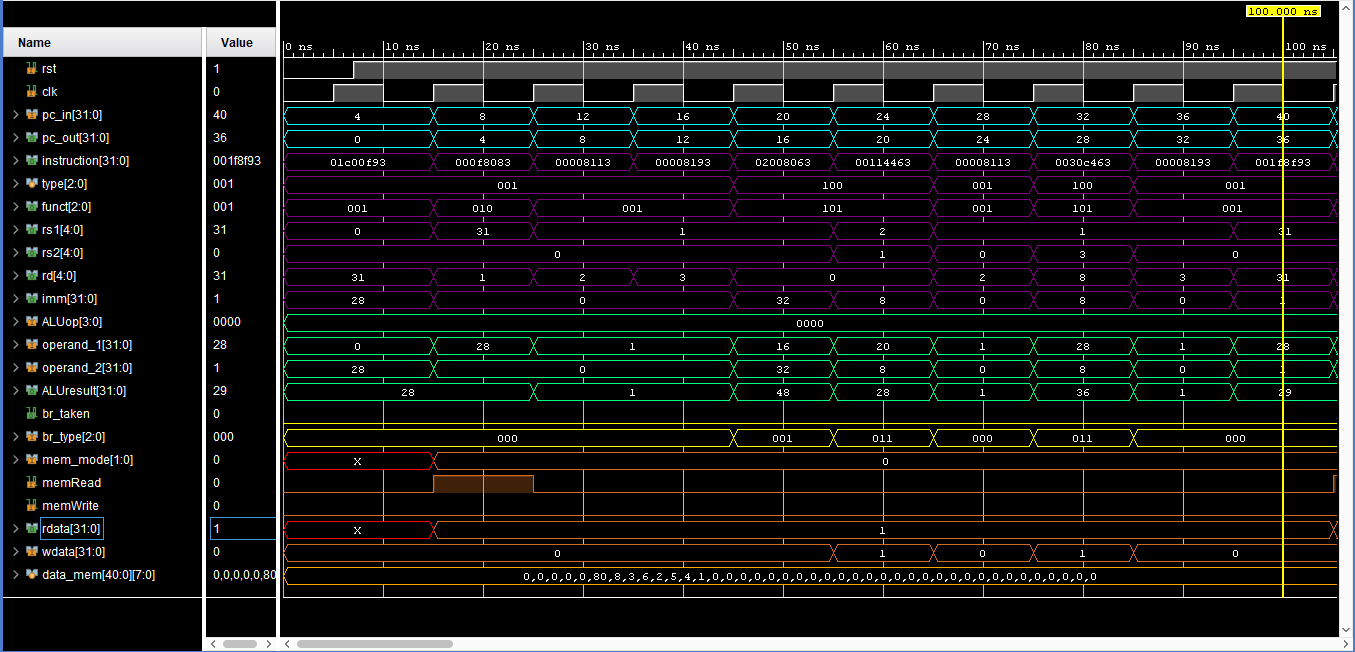 100.000 ns
Name Value 0 ns 10 ns 20 ns 30 ns 40 ns 50 ns 60 ns 70 ns 80 ns 90 ns 100 ns
rst 1
clk 0
pc_in[31:0] 40 4 8 12 16 20 24 28 32 36 40
pc_out[31:0] 36 0 4 8 12 16 20 24 28 32 36
instruction[31:0] 001f8f93 01c00f93 000f8083 00008113 00008193 02008063 00114463 00008113 0030c463 00008193 001f8f93
type[2:0] 001 001 100 001 100 001
funct[2:0] 001 001 010 001 101 001 101 001
rs1[4:0] 31 0 31 1 2 1 31
rs2[4:0] 0 0 1 0 3 0
rd[4:0] 31 31 1 2 3 0 2 8 3 31
imm[31:0] 1 28 0 32 8 0 8 0 1
ALUop[3:0] 0000 0000
operand_1[31:0] 28 0 28 1 16 20 1 28 1 28
operand_2[31:0] 1 28 0 32 8 0 8 0 1
ALUresult[31:0] 29 28 1 48 28 1 36 1 29
br_taken 0
br_type[2:0] 000 000 001 011 000 011 000
mem_mode[1:0] 0 X 0
memRead 0
memWrite 0
rdata[31:0] 1 X 1
wdata[31:0] 0 0 1 0 1 0
data_mem[40:0][7:0] 0,0,0,0,0,80 0,0,0,0,0,80,8,3,6,2,5,4,1,0,0,0,0,0,0,0,0,0,0,0,0,0,0,0,0,0,0,0,0,0,0,0,0